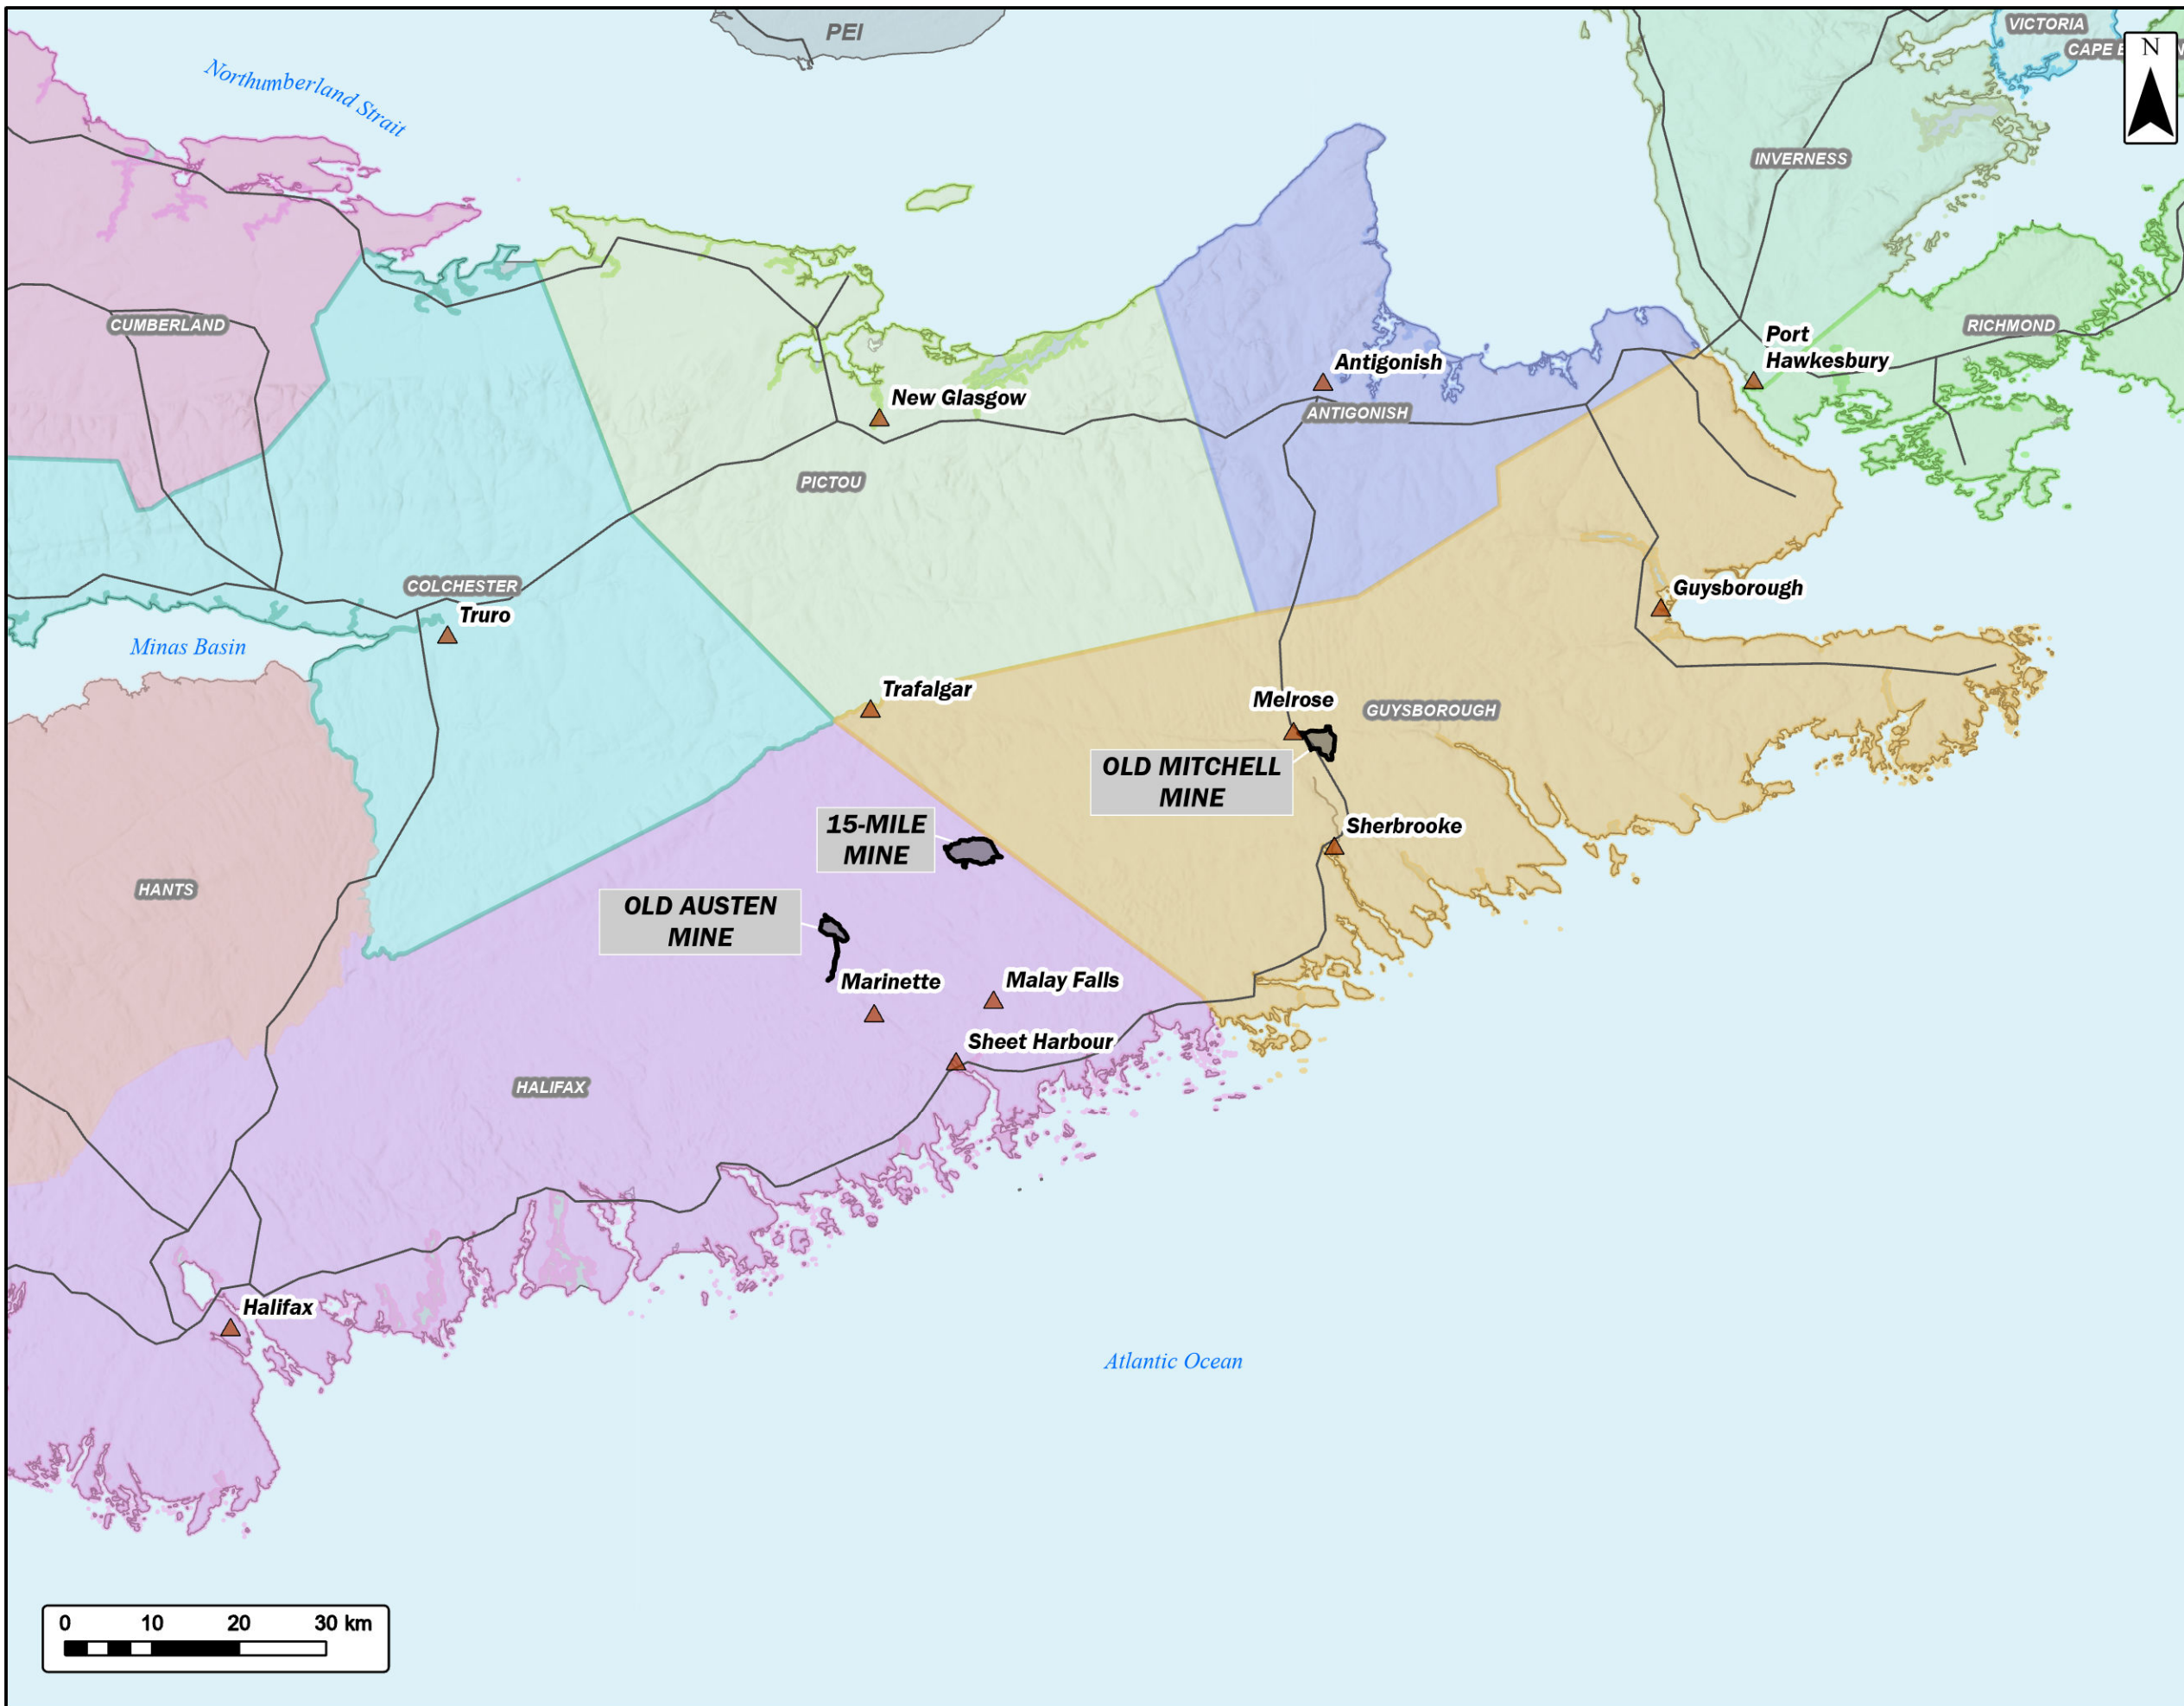 PEI
VICTORIA
CAPE
N
Northumberland Strait
INVERNESS
CUMBERLAND
RICHMOND
Port
Hawkesbury
Antigonish
ANTIGONISH
New Glasgow
PICTOU
COLCHESTER
Truro
Guysborough
Minas Basin
Trafalgar
Melrose
GUYSBOROUGH
OLD MITCHELL
MINE
15-MILE
MINE
Sherbrooke
HANTS
OLD AUSTEN
MINE
Marinette
Malay Falls
Sheet Harbour
HALIFAX
Halifax
Atlantic Ocean
0 10 20 30 km